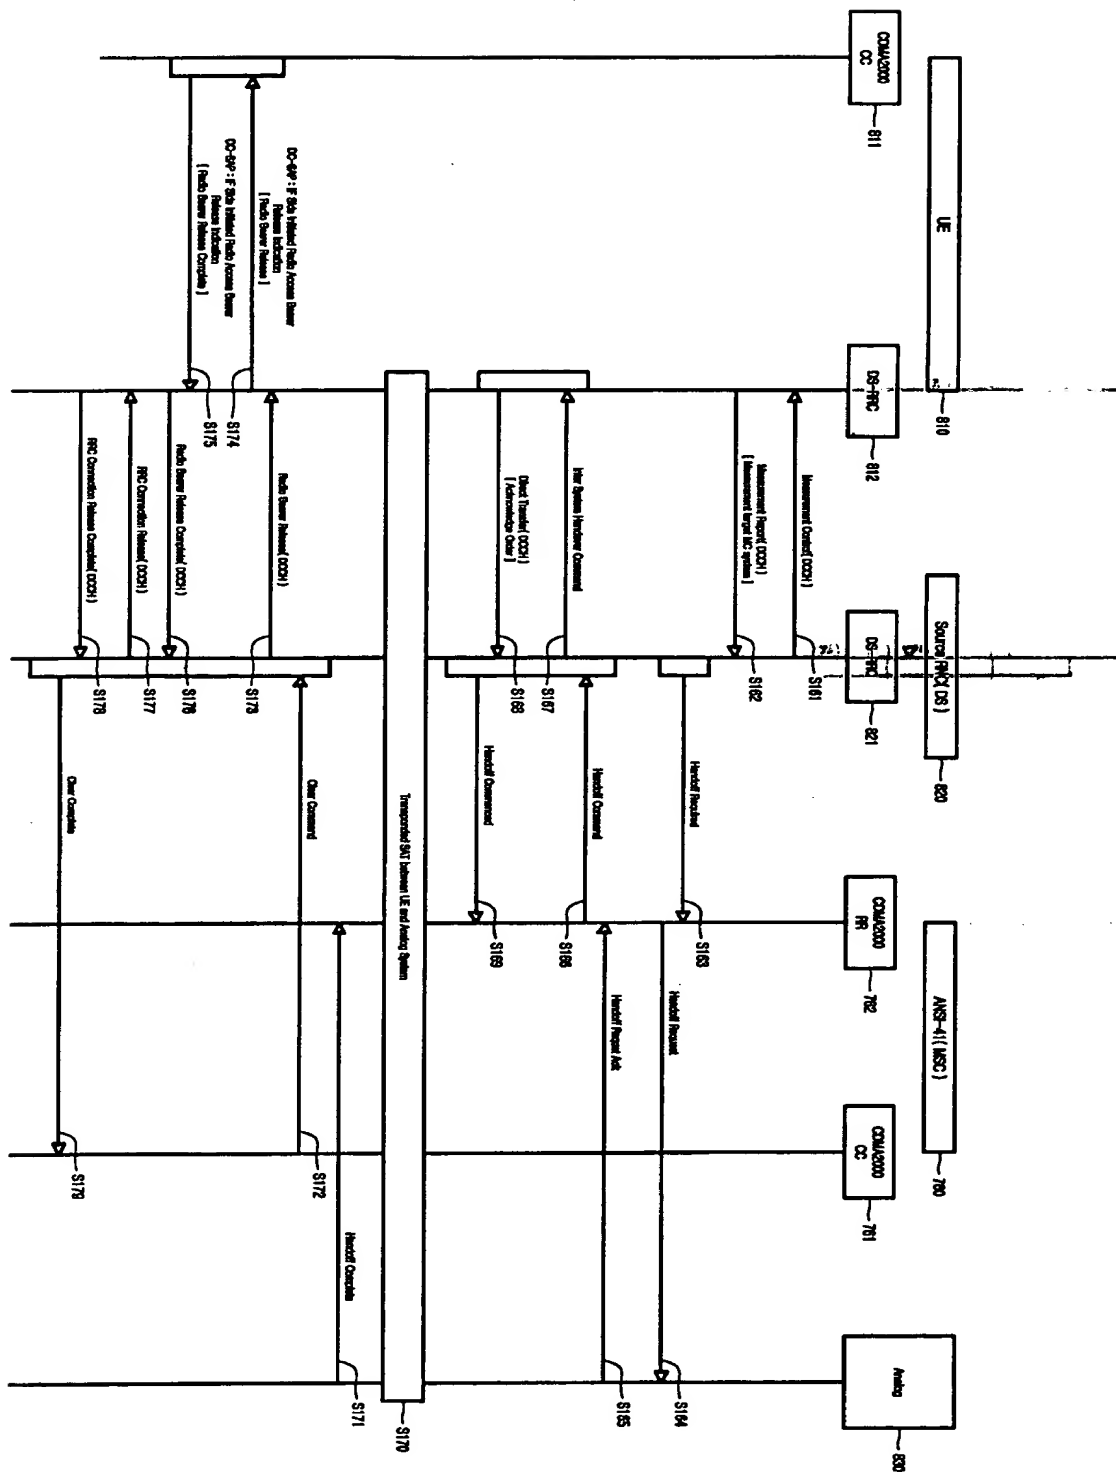 UE
810
Source RNC( DS )
820
ANSI-41( MSC )
760
CDMA2000
CC
811
DS-RRC
812
DS-RRC
821
CDMA2000
RR
762
CDMA2000
CC
761
Analog
830
Measurement Control( DCCH )
S161
Measurement Report( DCCH )
[ Measurement target MC system ]
S162
Handoff Required
S163
Handoff Request
S164
Handoff Request Ack
S165
Handoff Command
S166
Inter System Handover Command
S167
Direct Transfer( DCCH )
[ Acknowledge Order ]
S168
Handoff Commenced
S169
Transponded SAT between UE and Analog System
S170
Handoff Complete
S171
Clear Command
S172
Radio Bearer Release( DCCH )
S173
DC-SAP : IF Side Initiated Radio Access Bearer
Release Indication
[ Radio Bearer Release ]
S174
DC-SAP : IF Side Initiated Radio Access Bearer
Release Indication
[ Radio Bearer Release Complete ]
S175
Radio Bearer Release Complete( DCCH )
S176
RRC Connection Release( DCCH )
S177
RRC Connection Release Complete( DCCH )
S178
Clear Complete
S179